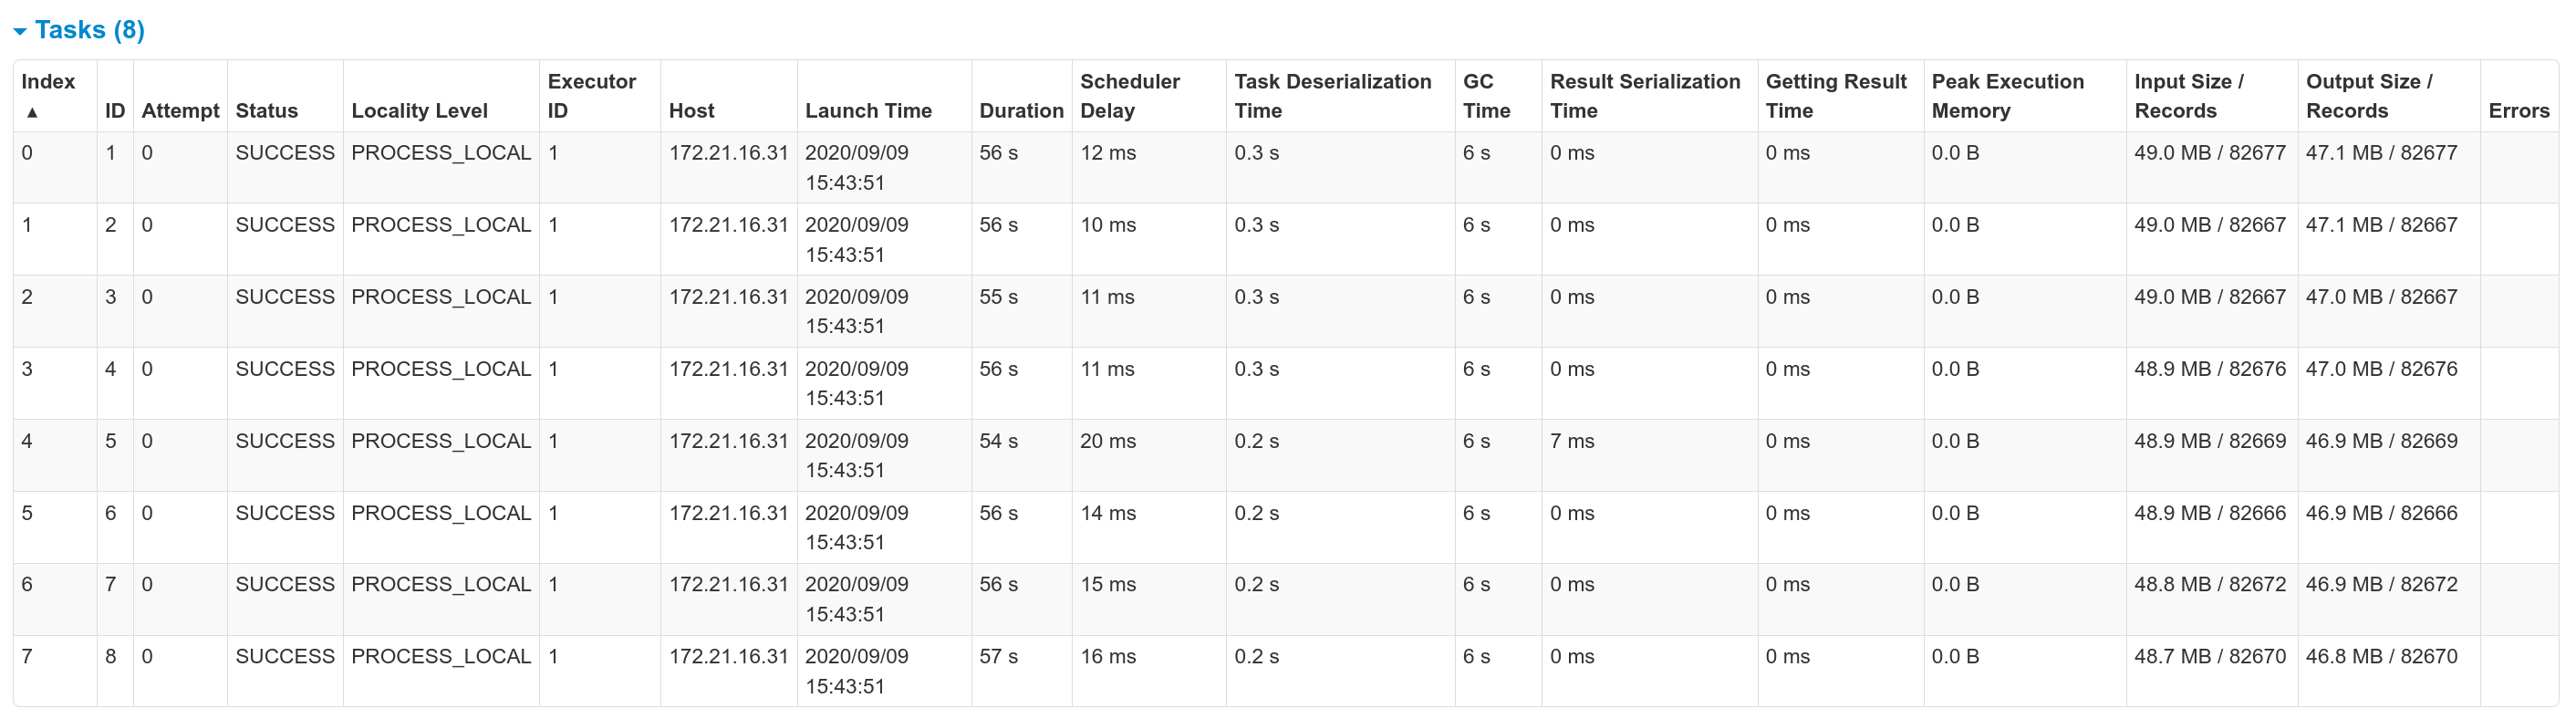 Tasks (8)
Index ▲ ID Attempt Status Locality Level Executor ID Host Launch Time Duration Scheduler Delay Task Deserialization Time GC Time Result Serialization Time Getting Result Time Peak Execution Memory Input Size / Records Output Size / Records Errors
0 1 0 SUCCESS PROCESS_LOCAL 1 172.21.16.31 2020/09/09 15:43:51 56 s 12 ms 0.3 s 6 s 0 ms 0 ms 0.0 B 49.0 MB / 82677 47.1 MB / 82677
1 2 0 SUCCESS PROCESS_LOCAL 1 172.21.16.31 2020/09/09 15:43:51 56 s 10 ms 0.3 s 6 s 0 ms 0 ms 0.0 B 49.0 MB / 82667 47.1 MB / 82667
2 3 0 SUCCESS PROCESS_LOCAL 1 172.21.16.31 2020/09/09 15:43:51 55 s 11 ms 0.3 s 6 s 0 ms 0 ms 0.0 B 49.0 MB / 82667 47.0 MB / 82667
3 4 0 SUCCESS PROCESS_LOCAL 1 172.21.16.31 2020/09/09 15:43:51 56 s 11 ms 0.3 s 6 s 0 ms 0 ms 0.0 B 48.9 MB / 82676 47.0 MB / 82676
4 5 0 SUCCESS PROCESS_LOCAL 1 172.21.16.31 2020/09/09 15:43:51 54 s 20 ms 0.2 s 6 s 7 ms 0 ms 0.0 B 48.9 MB / 82669 46.9 MB / 82669
5 6 0 SUCCESS PROCESS_LOCAL 1 172.21.16.31 2020/09/09 15:43:51 56 s 14 ms 0.2 s 6 s 0 ms 0 ms 0.0 B 48.9 MB / 82666 46.9 MB / 82666
6 7 0 SUCCESS PROCESS_LOCAL 1 172.21.16.31 2020/09/09 15:43:51 56 s 15 ms 0.2 s 6 s 0 ms 0 ms 0.0 B 48.8 MB / 82672 46.9 MB / 82672
7 8 0 SUCCESS PROCESS_LOCAL 1 172.21.16.31 2020/09/09 15:43:51 57 s 16 ms 0.2 s 6 s 0 ms 0 ms 0.0 B 48.7 MB / 82670 46.8 MB / 82670